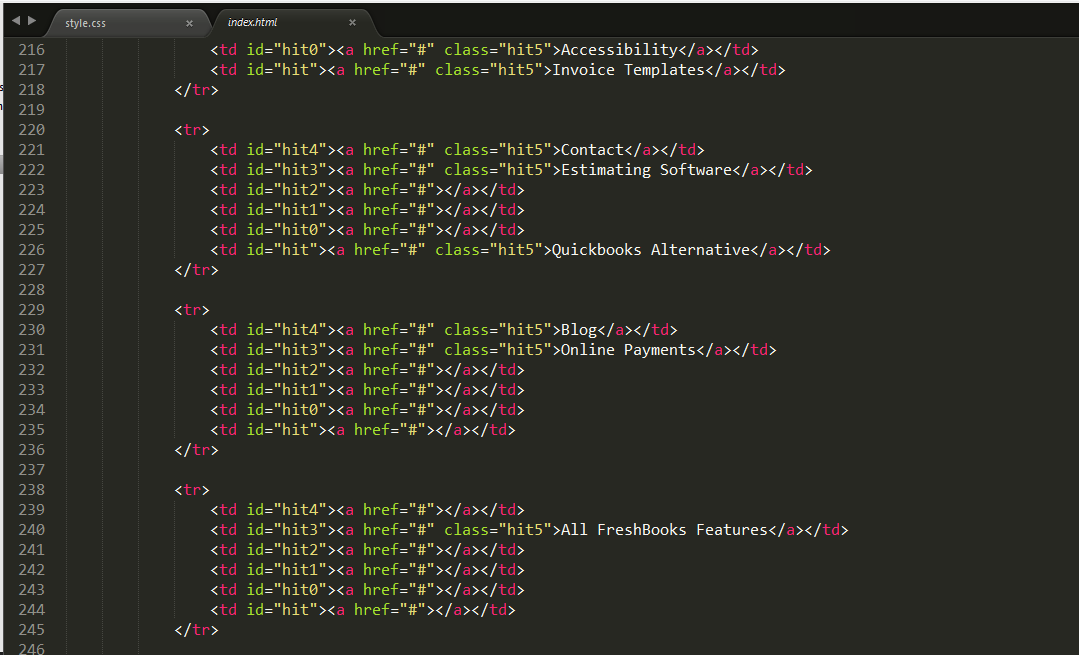 style.css × index.html ×
216 <td id="hit0"><a href="#" class="hit5">Accessibility</a></td>
217 <td id="hit"><a href="#" class="hit5">Invoice Templates</a></td>
218 </tr>
219
220 <tr>
221 <td id="hit4"><a href="#" class="hit5">Contact</a></td>
222 <td id="hit3"><a href="#" class="hit5">Estimating Software</a></td>
223 <td id="hit2"><a href="#"></a></td>
224 <td id="hit1"><a href="#"></a></td>
225 <td id="hit0"><a href="#"></a></td>
226 <td id="hit"><a href="#" class="hit5">Quickbooks Alternative</a></td>
227 </tr>
228
229 <tr>
230 <td id="hit4"><a href="#" class="hit5">Blog</a></td>
231 <td id="hit3"><a href="#" class="hit5">Online Payments</a></td>
232 <td id="hit2"><a href="#"></a></td>
233 <td id="hit1"><a href="#"></a></td>
234 <td id="hit0"><a href="#"></a></td>
235 <td id="hit"><a href="#"></a></td>
236 </tr>
237
238 <tr>
239 <td id="hit4"><a href="#"></a></td>
240 <td id="hit3"><a href="#" class="hit5">All FreshBooks Features</a></td>
241 <td id="hit2"><a href="#"></a></td>
242 <td id="hit1"><a href="#"></a></td>
243 <td id="hit0"><a href="#"></a></td>
244 <td id="hit"><a href="#"></a></td>
245 </tr>
246